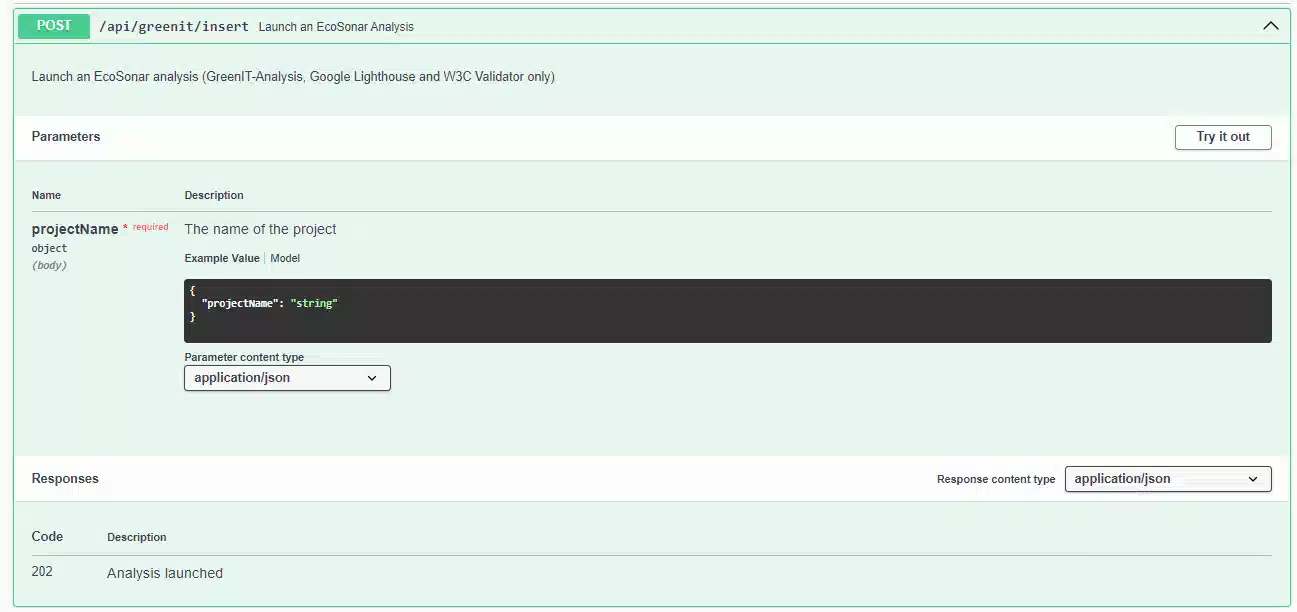 POST /api/greenit/insert Launch an EcoSonar Analysis
Launch an EcoSonar analysis (GreenIT-Analysis, Google Lighthouse and W3C Validator only)
Parameters Try it out
Name Description
projectName * required The name of the project
object
(body)
Example Value Model
{
"projectName": "string"
}
Parameter content type
application/json
Responses Response content type application/json
Code Description
202 Analysis launched